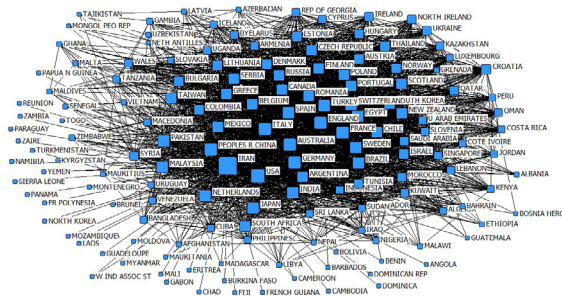 TAJIKISTAN
LATVIA
AZERBAIJAN
REP OF GEORGIA
IRELAND
MONGOL PEO REP
GAMBIA
ICELAND
CYPRUS
NORTH IRELAND
UZBEKISTAN
BYELARUS
ESTONIA
HUNGARY
UKRAINE
NETH ANTILLES
UGANDA
ARMENIA
CZECH REPUBLIC
THAILAND
GHANA
WALES
SLOVAKIA
LITHUANIA
DENMARK
FINLAND
AUSTRIA
KAZAKHSTAN
MALTA
NORWAY
LUXEMBOURG
PAPUA N GUINEA
TANZANIA
BULGARIA
SERBIA
RUSSIA
POLAND
GRENADA
CROATIA
MALDIVES
GREECE
CANADA
PORTUGAL
SCOTLAND
QATAR
REUNION
SENEGAL
VIETNAM
TAIWAN
BELGIUM
ROMANIA
PERU
ZAMBIA
COLOMBIA
SPAIN
TURKEY
SWITZERLAND
NEW ZEALAND
OMAN
TOGO
MACEDONIA
MEXICO
ITALY
ENGLAND
EGYPT
U ARAB EMIRATES
PARAGUAY
ZIMBABWE
PAKISTAN
FRANCE
CHILE
SLOVENIA
COSTA RICA
ZAIRE
PEOPLES R CHINA
AUSTRALIA
SWEDEN
SAUDI ARABIA
COTE IVOIRE
TURKMENISTAN
SYRIA
IRAN
GERMANY
BRAZIL
ISRAEL
SINGAPORE
JORDAN
NAMIBIA
KYRGYZSTAN
MALAYSIA
USA
ARGENTINA
MOROCCO
LEBANON
ALBANIA
YEMEN
MAURITIUS
URUGUAY
INDIA
TUNISIA
KUWAIT
KENYA
SIERRA LEONE
MONTENEGRO
VENEZUELA
NETHERLANDS
PANAMA
BRUNEI
JAPAN
SRI LANKA
SUDAN
BAHRAIN
BOSNIA HERC
FR POLYNESIA
BANGLADESH
SOUTH AFRICA
IRAQ
ETHIOPIA
NORTH KOREA
CUBA
PHILIPPINES
NIGERIA
MALAWI
GUATEMALA
MOZAMBIQUE
LAOS
MOLDOVA
AFGHANISTAN
NEPAL
GUADELOUPE
MAURITANIA
LIBYA
BOLIVIA
BENIN
ANGOLA
MYANMAR
ERITREA
MADAGASCAR
BARBADOS
DOMINICAN REP
W IND ASSOC ST
MALI
GABON
BURKINA FASO
CAMEROON
DOMINICA
CHAD
FIJI
FRENCH GUIANA
CAMBODIA